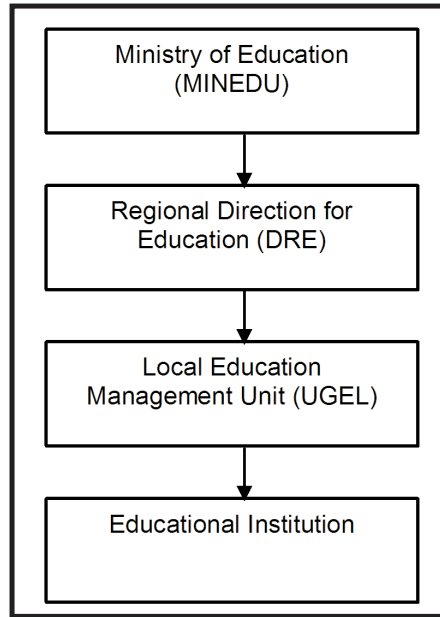 Ministry of Education
(MINEDU)
Regional Direction for
Education (DRE)
Local Education
Management Unit (UGEL)
Educational Institution